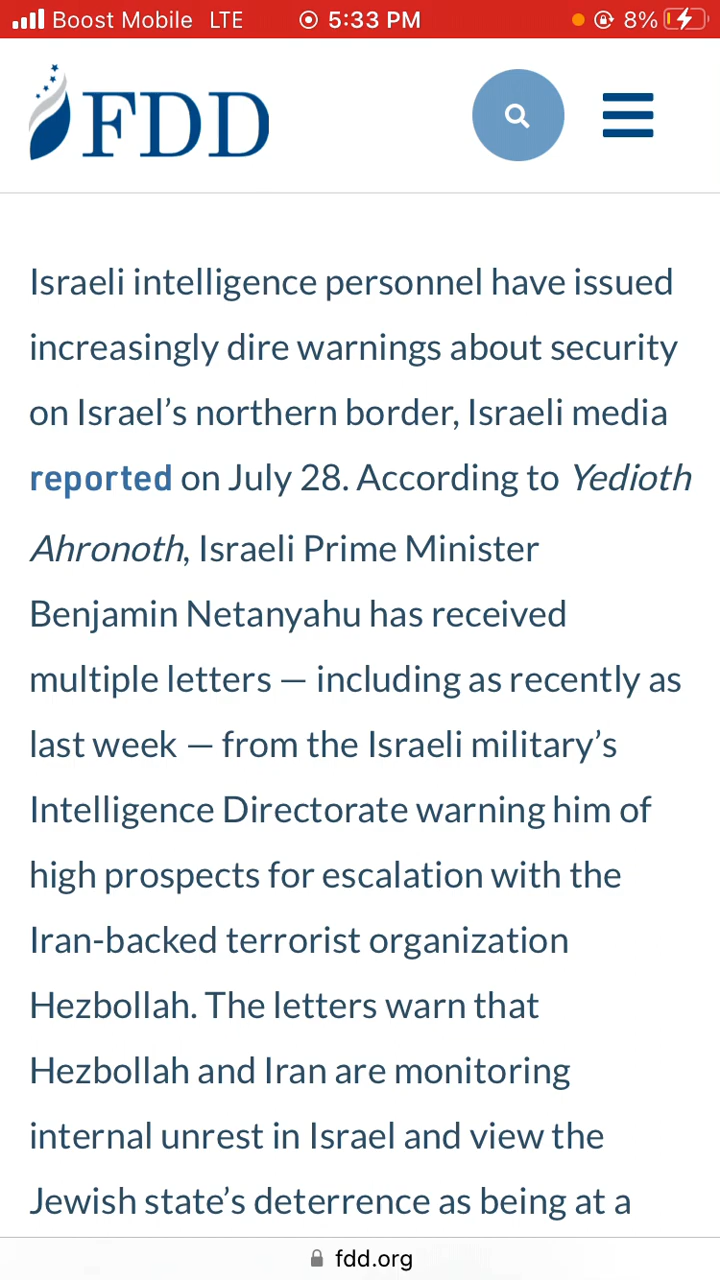 Boost Mobile LTE 5:33 PM 8%
FDD
Israeli intelligence personnel have issued
increasingly dire warnings about security
on Israel’s northern border, Israeli media
reported on July 28. According to Yedioth
Ahronoth, Israeli Prime Minister
Benjamin Netanyahu has received
multiple letters — including as recently as
last week — from the Israeli military’s
Intelligence Directorate warning him of
high prospects for escalation with the
Iran-backed terrorist organization
Hezbollah. The letters warn that
Hezbollah and Iran are monitoring
internal unrest in Israel and view the
Jewish state’s deterrence as being at a
fdd.org